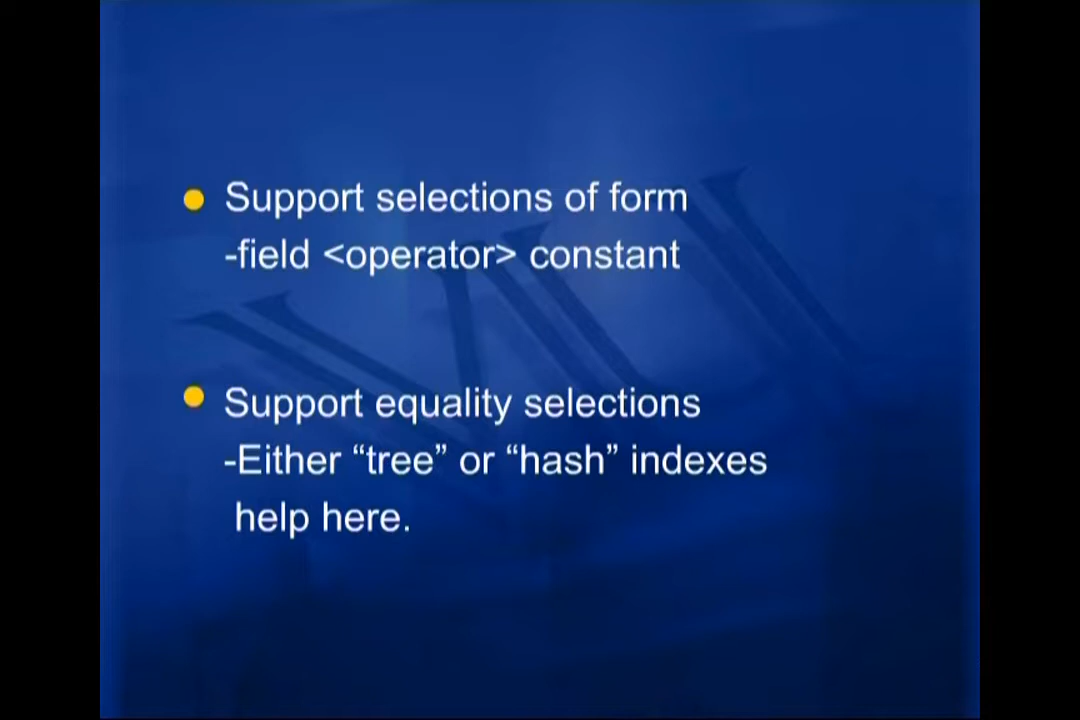 Support selections of form
-field <operator> constant
Support equality selections
-Either “tree” or “hash” indexes
help here.